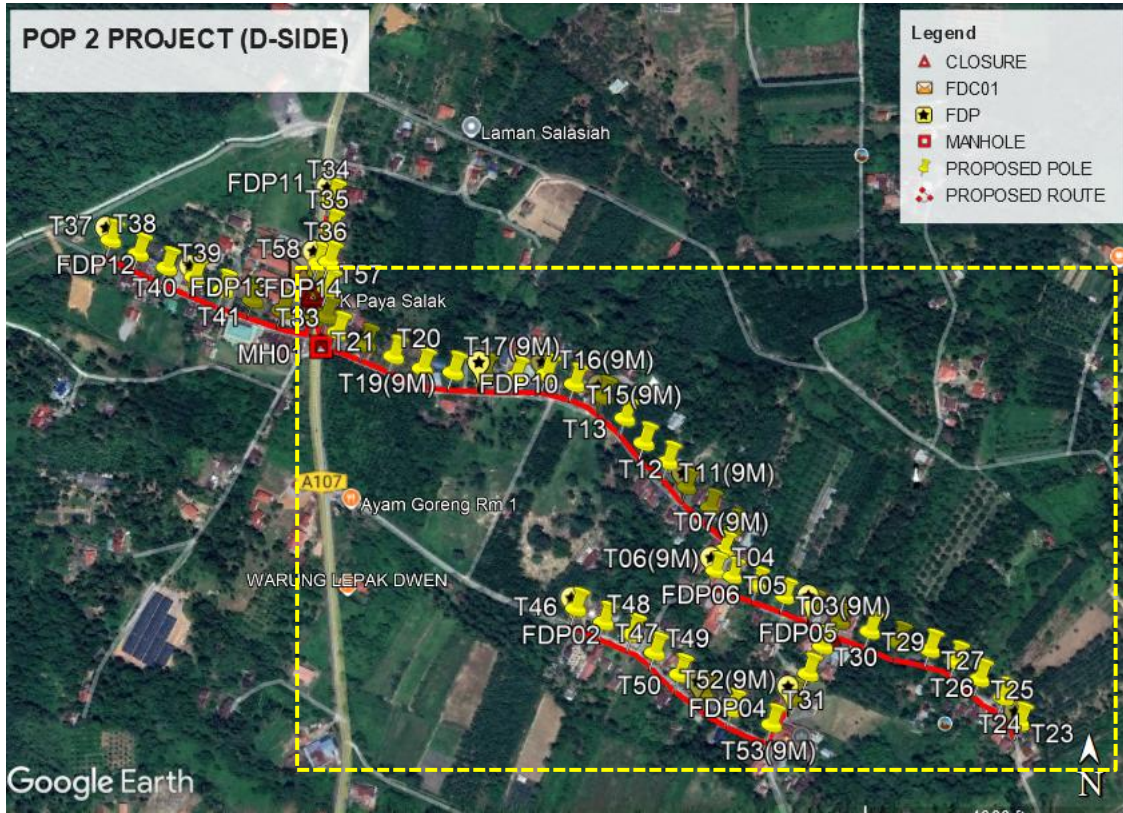 POP 2 PROJECT (D-SIDE)
Legend
CLOSURE
FDC01
FDP
MANHOLE
PROPOSED POLE
PROPOSED ROUTE
Laman Salasiah
T34
FDP11
T35
T36
T37
T38
T58
T39
FDP12
T57
T40
FDP13
FDP14
K Paya Salak
T41
T33
MH01
T21
T20
T17(9M)
T16(9M)
T19(9M)
FDP10
T15(9M)
T13
T12
T11(9M)
A107
Ayam Goreng Rm 1
T07(9M)
T06(9M)
T04
WARUNG LEPAK DWEN
T05
FDP06
T46
T48
T03(9M)
FDP02
T47
FDP05
T49
T29
T30
T27
T50
T52(9M)
T31
T26
T25
FDP04
T24
T23
T53(9M)
Google Earth
N